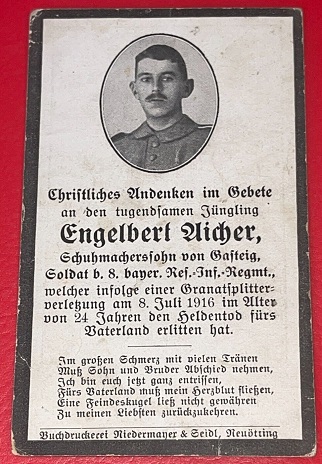 Christliches Andenken im Gebete
an den tugendsamen Jüngling
Engelbert Aicher,
Schuhmacherssohn von Gasteig,
Soldat b. 8. bayer. Res.-Inf.-Regmt.,
welcher infolge einer Granatsplitter-
verletzung am 8. Juli 1916 im Alter
von 24 Jahren den Heldentod fürs
Vaterland erlitten hat.
Im großen Schmerz mit vielen Tränen
Muß Sohn und Bruder Abschied nehmen,
Ich bin euch jetzt ganz entrissen,
Fürs Vaterland muß mein Herzblut fließen,
Eine Feindeskugel ließ nicht gewähren
Zu meinen Liebsten zurückzukehren.
Buchdruckerei Riedermayer & Seidl, Neuötting